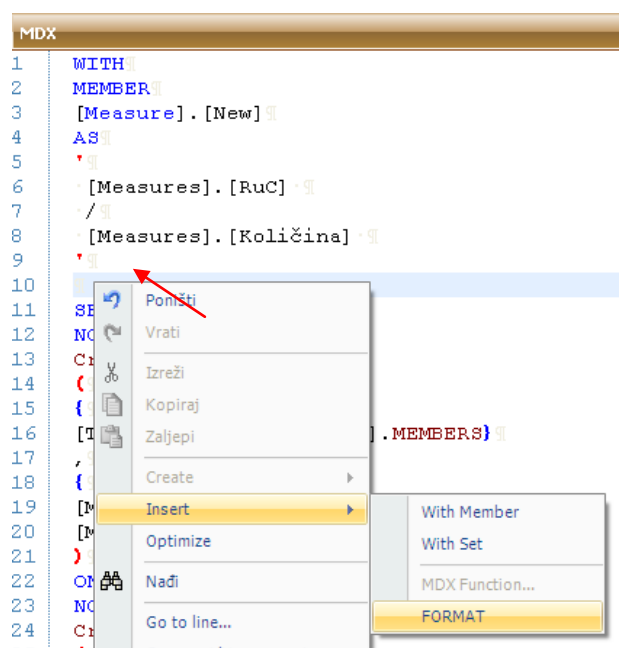 MDX
1 WITH
2 MEMBER
3 [Measure].[New]
4 AS
5 '
6 [Measures].[RuC]
7 /
8 [Measures].[Količina]
9 '
10
11 SE
12 NO
13 Cr
14 (
15 {
16 [T ].MEMBERS}
17 ,
18 {
19 [M
20 [M
21 )
22 ON
23 NO
24 Cr
Poništi
Vrati
Izreži
Kopiraj
Zaljepi
Create
Insert
Optimize
Nađi
Go to line...
With Member
With Set
MDX Function...
FORMAT